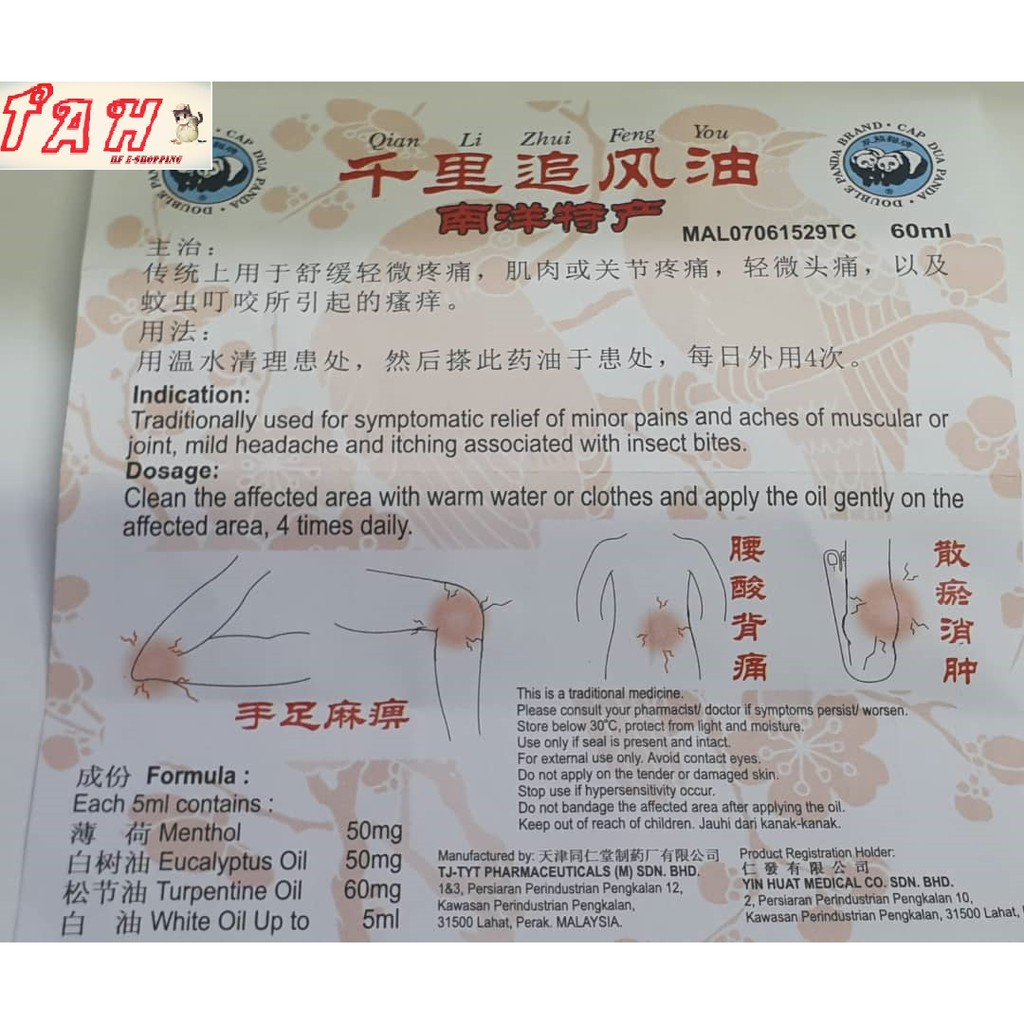 TAH
HF E-SHOPPING
DOUBLE PANDA BRAND · CAP DUA PANDA ·
Qian Li Zhui Feng You
千里追风油
南洋特产
MAL07061529TC 60ml
主治：
传统上用于舒缓轻微疼痛，肌肉或关节疼痛，轻微头痛，以及
蚊虫叮咬所引起的瘙痒。
用法：
用温水清理患处，然后搽此药油于患处，每日外用4次。
Indication:
Traditionally used for symptomatic relief of minor pains and aches of muscular or
joint, mild headache and itching associated with insect bites.
Dosage:
Clean the affected area with warm water or clothes and apply the oil gently on the
affected area, 4 times daily.
手足麻痹
腰酸背痛
散瘀消肿
This is a traditional medicine.
Please consult your pharmacist/ doctor if symptoms persist/ worsen.
Store below 30°C, protect from light and moisture.
Use only if seal is present and intact.
For external use only. Avoid contact eyes.
Do not apply on the tender or damaged skin.
Stop use if hypersensitivity occur.
Do not bandage the affected area after applying the oil.
Keep out of reach of children. Jauhi dari kanak-kanak.
成份 Formula :
Each 5ml contains :
薄荷 Menthol 50mg
白树油 Eucalyptus Oil 50mg
松节油 Turpentine Oil 60mg
白油 White Oil Up to 5ml
Manufactured by: 天津同仁堂制药厂有限公司
TJ-TYT PHARMACEUTICALS (M) SDN. BHD.
1&3, Persiaran Perindustrian Pengkalan 12,
Kawasan Perindustrian Pengkalan,
31500 Lahat, Perak. MALAYSIA.
Product Registration Holder:
仁發有限公司
YIN HUAT MEDICAL CO. SDN. BHD.
2, Persiaran Perindustrian Pengkalan 10,
Kawasan Perindustrian Pengkalan, 31500 Lahat,